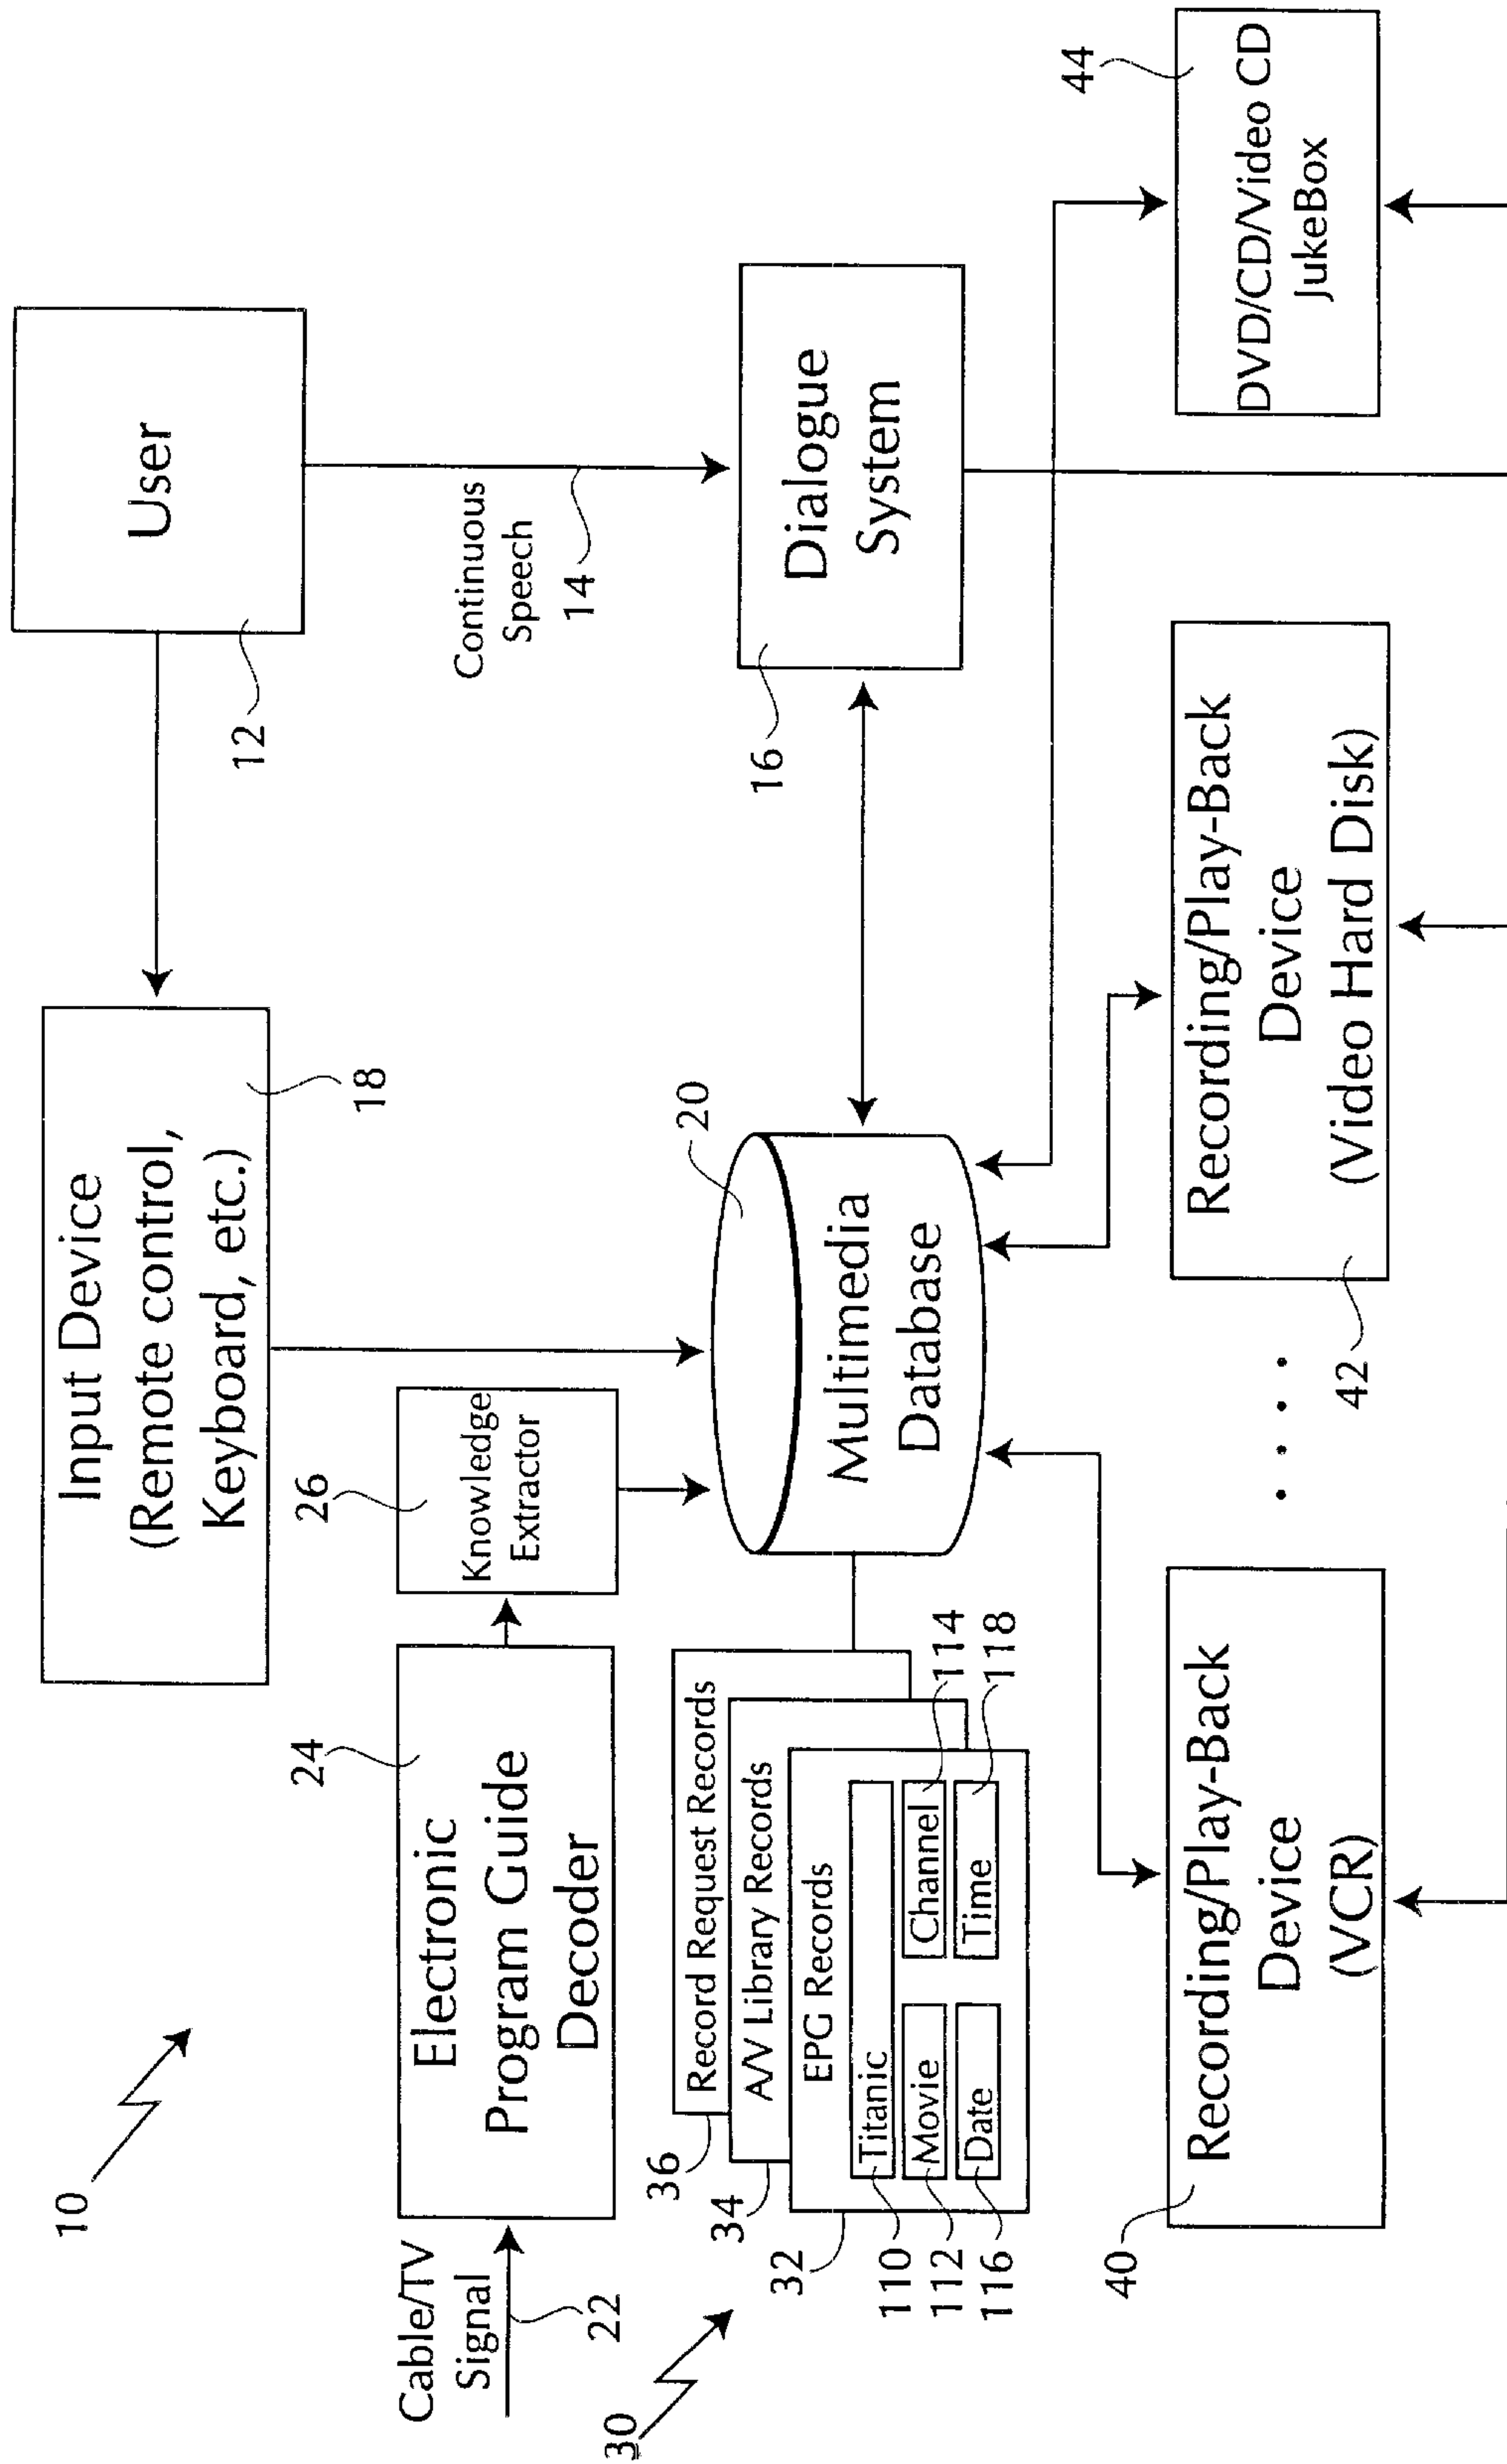 10
User
12
Input Device
(Remote control,
Keyboard, etc.)
18
Continuous
Speech
14
Cable/TV
Signal
22
Electronic
Program Guide
Decoder
24
Knowledge
Extractor
26
Dialogue
System
16
Multimedia
Database
20
30
Record Request Records
36
A/V Library Records
34
EPG Records
32
Titanic
110
Movie
112
Channel
114
Date
116
Time
118
Recording/Play-Back
Device
(VCR)
40
. . . .
Recording/Play-Back
Device
(Video Hard Disk)
42
DVD/CD/Video CD
JukeBox
44